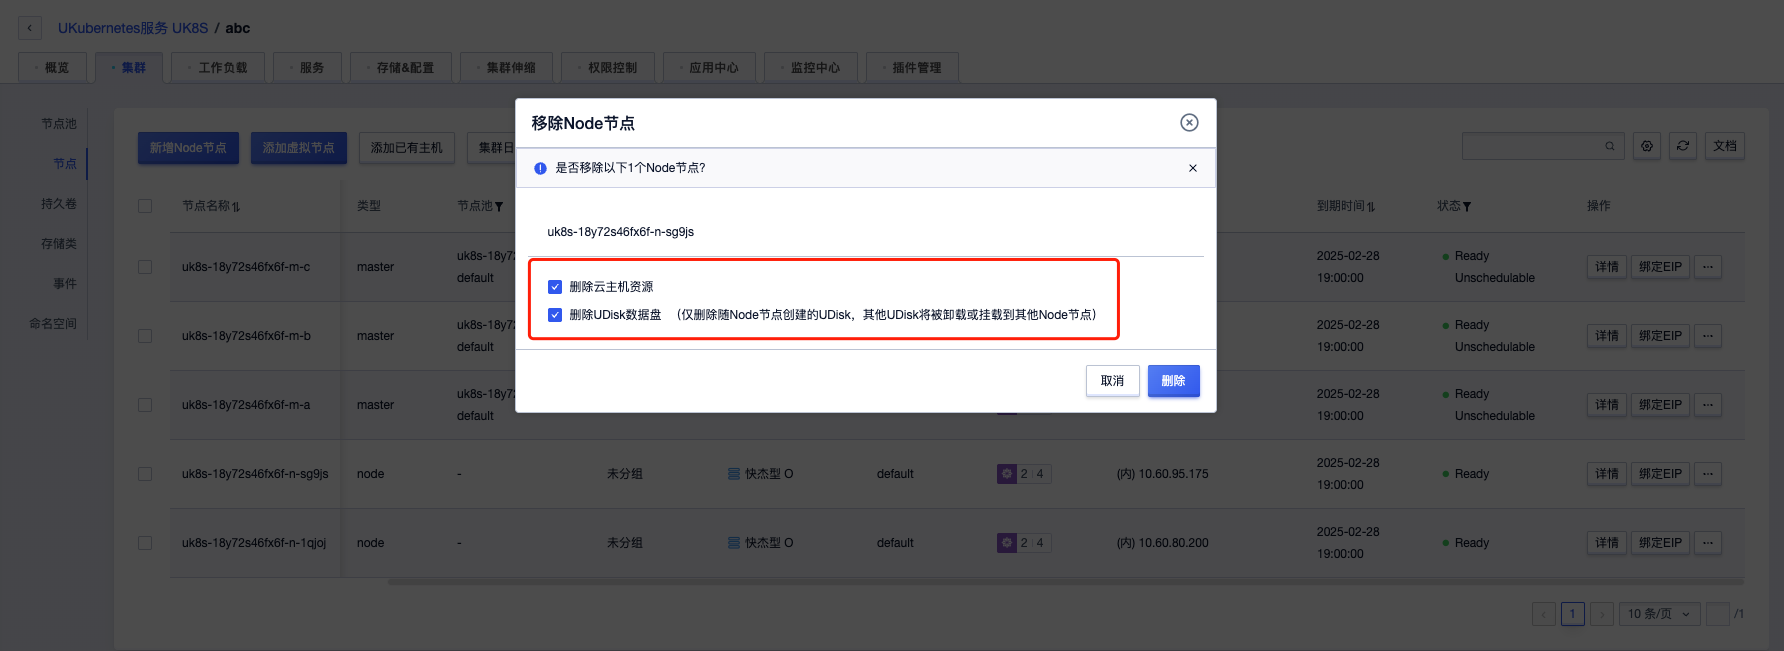 UKubernetes服务 UK8S / abc
概览 集群 工作负载 服务 存储&配置 集群伸缩 权限控制 应用中心 监控中心 插件管理
节点池
节点
持久卷
存储类
事件
命名空间
新增Node节点 添加虚拟节点 添加已有主机 集群日
文档
节点名称 类型 节点池 到期时间 状态 操作
uk8s-18y72s46fx6f-m-c master uk8s-18y7 default 2025-02-28 19:00:00 Ready Unschedulable 详情 绑定EIP ...
uk8s-18y72s46fx6f-m-b master uk8s-18y7 default 2025-02-28 19:00:00 Ready Unschedulable 详情 绑定EIP ...
uk8s-18y72s46fx6f-m-a master uk8s-18y7 default 2025-02-28 19:00:00 Ready Unschedulable 详情 绑定EIP ...
uk8s-18y72s46fx6f-n-sg9js node - 未分组 快杰型 O default 2 4 (内) 10.60.95.175 2025-02-28 19:00:00 Ready 详情 绑定EIP ...
uk8s-18y72s46fx6f-n-1qjoj node - 未分组 快杰型 O default 2 4 (内) 10.60.80.200 2025-02-28 19:00:00 Ready 详情 绑定EIP ...
1 10 条/页 /1
移除Node节点
是否移除以下1个Node节点?
uk8s-18y72s46fx6f-n-sg9js
删除云主机资源
删除UDisk数据盘 （仅删除随Node节点创建的UDisk，其他UDisk将被卸载或挂载到其他Node节点）
取消 删除